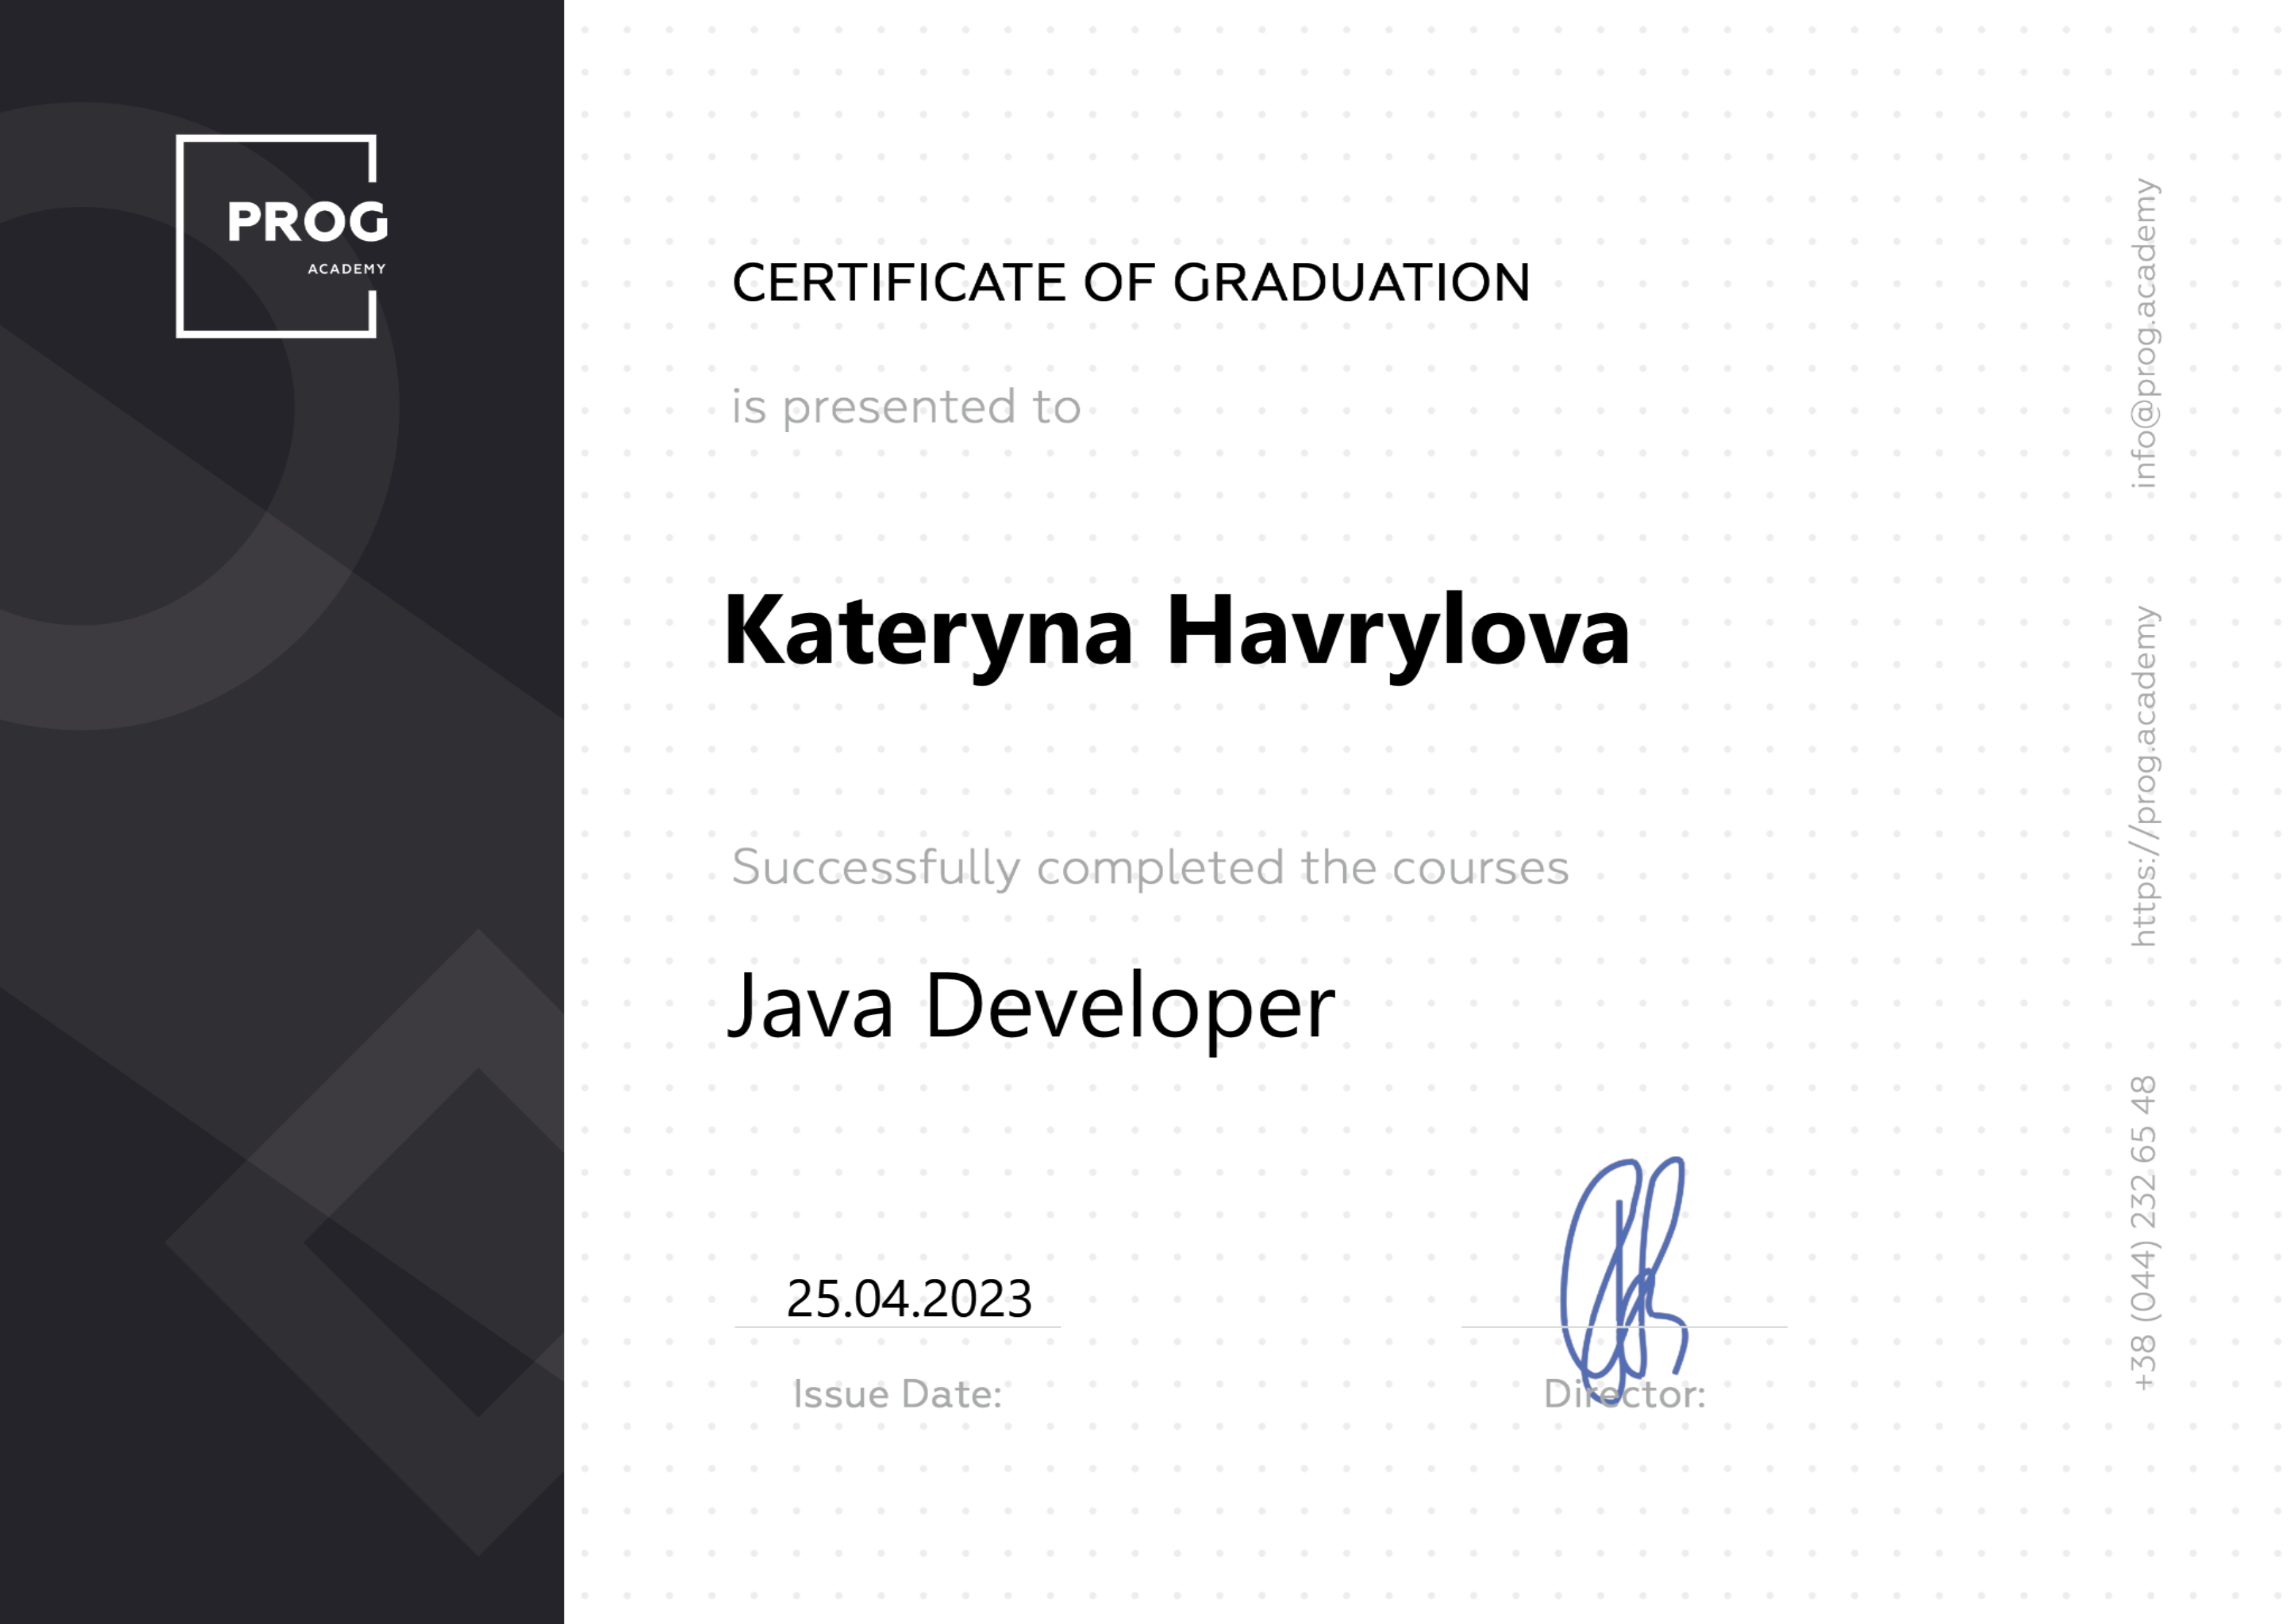 PROG
ACADEMY
CERTIFICATE OF GRADUATION
is presented to
Kateryna Havrylova
Successfully completed the courses
Java Developer
25.04.2023
Issue Date:
Director:
info@prog.academy
https://prog.academy
+38 (044) 232 65 48